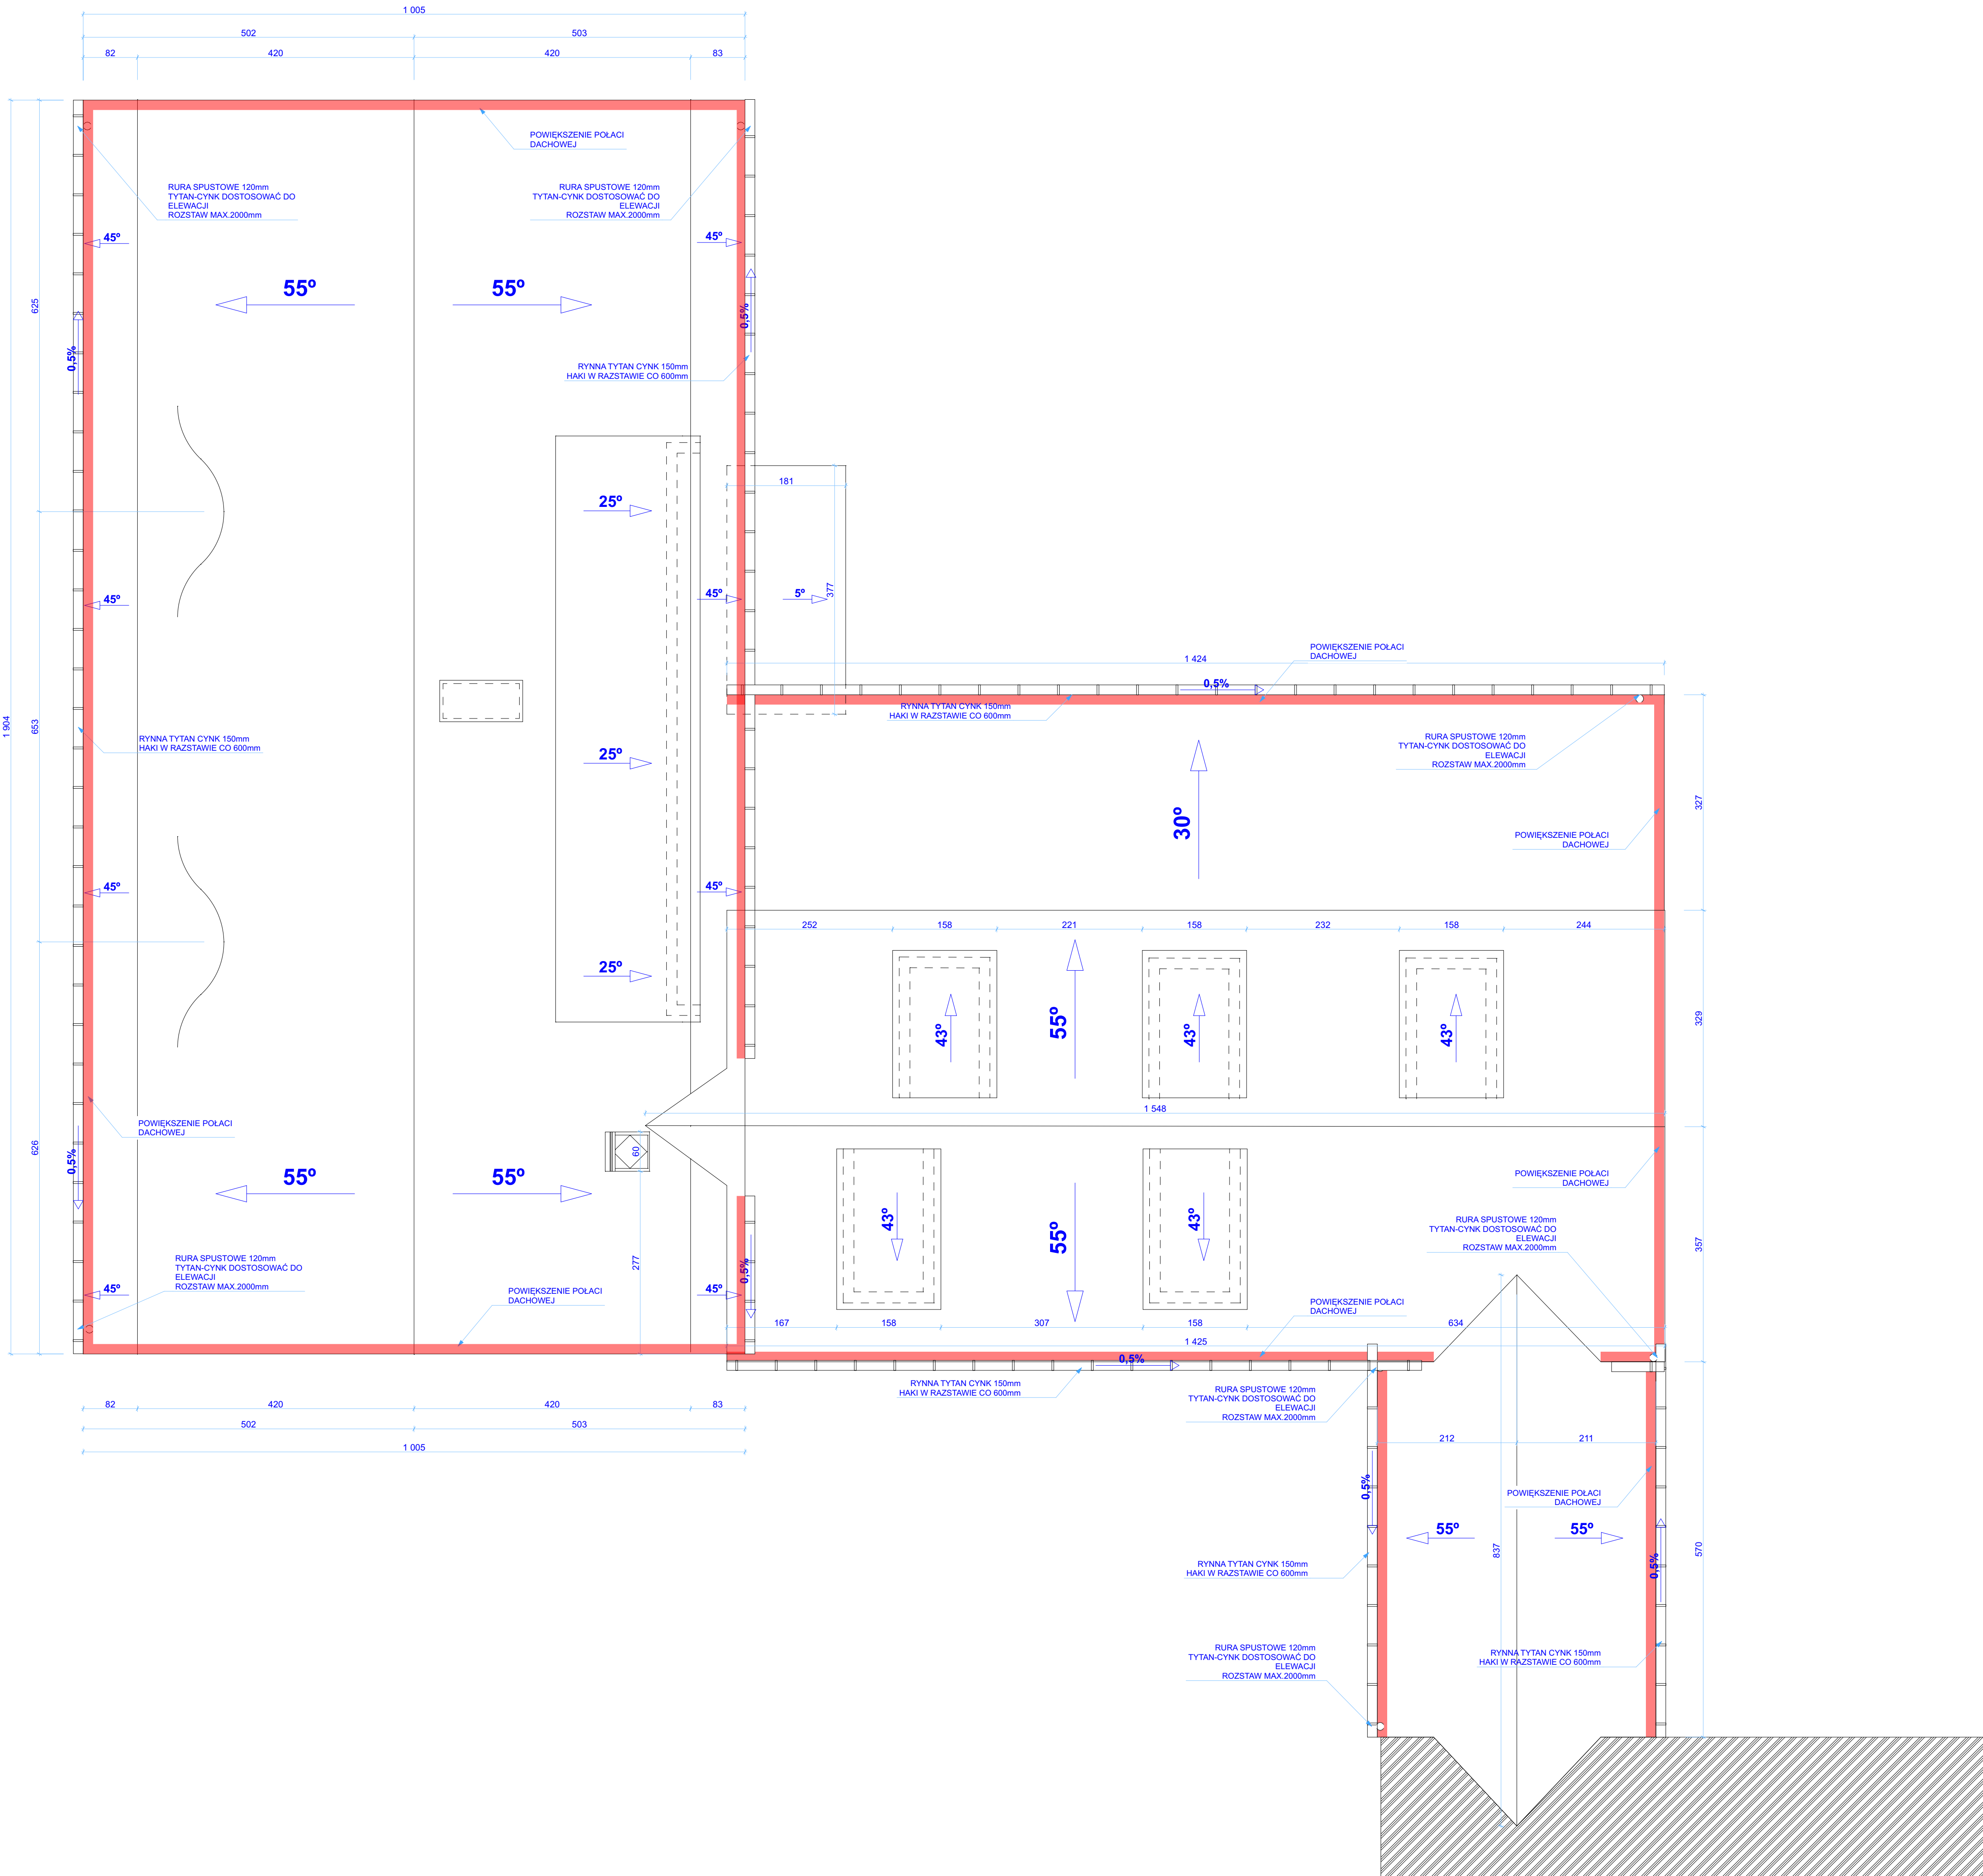 1 005
502
503
82
420
420
83
POWIĘKSZENIE POŁACI
DACHOWEJ
RURA SPUSTOWE 120mm
TYTAN-CYNK DOSTOSOWAĆ DO
ELEWACJI
ROZSTAW MAX.2000mm
RURA SPUSTOWE 120mm
TYTAN-CYNK DOSTOSOWAĆ DO
ELEWACJI
ROZSTAW MAX.2000mm
45º
45º
55º
55º
625
0,5%
0,5%
RYNNA TYTAN CYNK 150mm
HAKI W RAZSTAWIE CO 600mm
181
25º
377
45º
45º
5º
POWIĘKSZENIE POŁACI
DACHOWEJ
1 424
0,5%
RYNNA TYTAN CYNK 150mm
HAKI W RAZSTAWIE CO 600mm
1 904
653
RYNNA TYTAN CYNK 150mm
HAKI W RAZSTAWIE CO 600mm
25º
RURA SPUSTOWE 120mm
TYTAN-CYNK DOSTOSOWAĆ DO
ELEWACJI
ROZSTAW MAX.2000mm
327
30º
POWIĘKSZENIE POŁACI
DACHOWEJ
45º
45º
252
158
221
158
232
158
244
25º
43º
55º
43º
43º
329
1 548
POWIĘKSZENIE POŁACI
DACHOWEJ
626
0,5%
60
55º
55º
POWIĘKSZENIE POŁACI
DACHOWEJ
43º
55º
43º
RURA SPUSTOWE 120mm
TYTAN-CYNK DOSTOSOWAĆ DO
ELEWACJI
ROZSTAW MAX.2000mm
357
RURA SPUSTOWE 120mm
TYTAN-CYNK DOSTOSOWAĆ DO
ELEWACJI
ROZSTAW MAX.2000mm
277
0,5%
45º
45º
POWIĘKSZENIE POŁACI
DACHOWEJ
POWIĘKSZENIE POŁACI
DACHOWEJ
167
158
307
158
634
1 425
0,5%
RYNNA TYTAN CYNK 150mm
HAKI W RAZSTAWIE CO 600mm
RURA SPUSTOWE 120mm
TYTAN-CYNK DOSTOSOWAĆ DO
ELEWACJI
ROZSTAW MAX.2000mm
82
420
420
83
502
503
1 005
212
211
0,5%
POWIĘKSZENIE POŁACI
DACHOWEJ
55º
55º
837
570
0,5%
RYNNA TYTAN CYNK 150mm
HAKI W RAZSTAWIE CO 600mm
RURA SPUSTOWE 120mm
TYTAN-CYNK DOSTOSOWAĆ DO
ELEWACJI
ROZSTAW MAX.2000mm
RYNNA TYTAN CYNK 150mm
HAKI W RAZSTAWIE CO 600mm